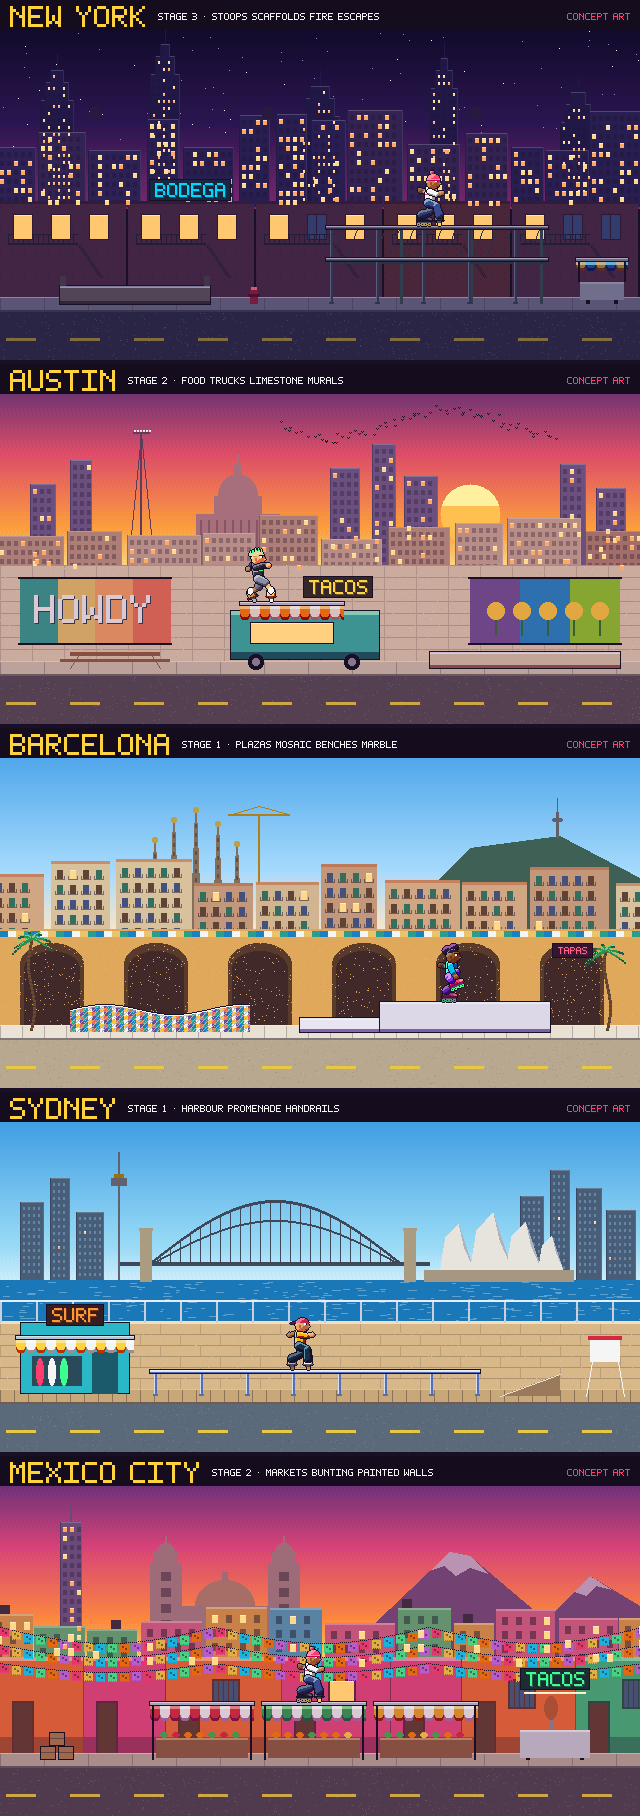 NEW YORK STAGE 3 · STOOPS SCAFFOLDS FIRE ESCAPES CONCEPT ART
BODEGA
AUSTIN STAGE 2 · FOOD TRUCKS LIMESTONE MURALS CONCEPT ART
TACOS
HOWDY
BARCELONA STAGE 1 · PLAZAS MOSAIC BENCHES MARBLE CONCEPT ART
TAPAS
SYDNEY STAGE 1 · HARBOUR PROMENADE HANDRAILS CONCEPT ART
SURF
MEXICO CITY STAGE 2 · MARKETS BUNTING PAINTED WALLS CONCEPT ART
TACOS